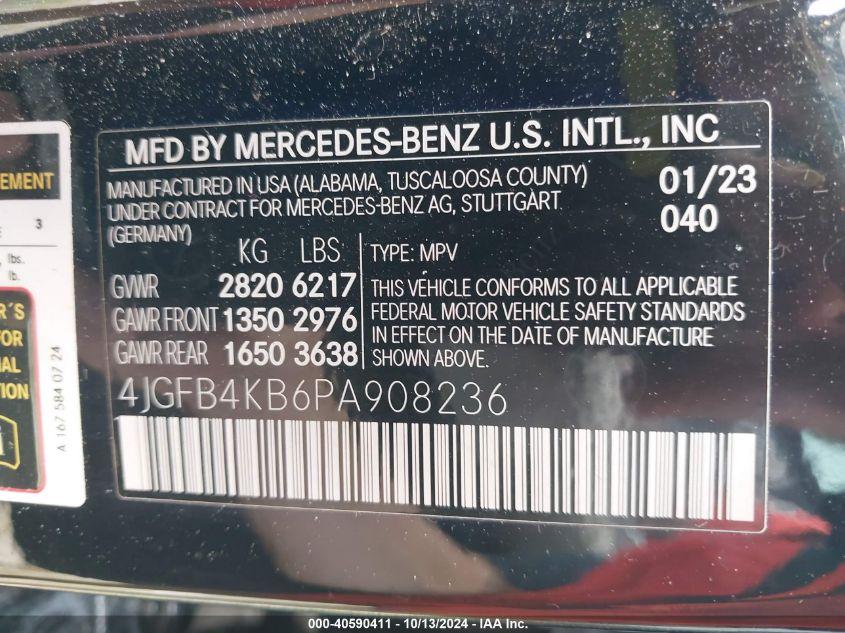 MFD BY MERCEDES-BENZ U.S. INTL., INC
MANUFACTURED IN USA (ALABAMA, TUSCALOOSA COUNTY)
UNDER CONTRACT FOR MERCEDES-BENZ AG, STUTTGART
(GERMANY)
01/23
040
KG LBS
GVWR 2820 6217
GAWR FRONT 1350 2976
GAWR REAR 1650 3638
TYPE: MPV
THIS VEHICLE CONFORMS TO ALL APPLICABLE
FEDERAL MOTOR VEHICLE SAFETY STANDARDS
IN EFFECT ON THE DATE OF MANUFACTURE
SHOWN ABOVE.
4JGFB4KB6PA908236
EMENT
3
lbs.
lb.
R'S
TOR
IAL
TION
A 167 584 07 24
000-40590411 - 10/13/2024 - IAA Inc.